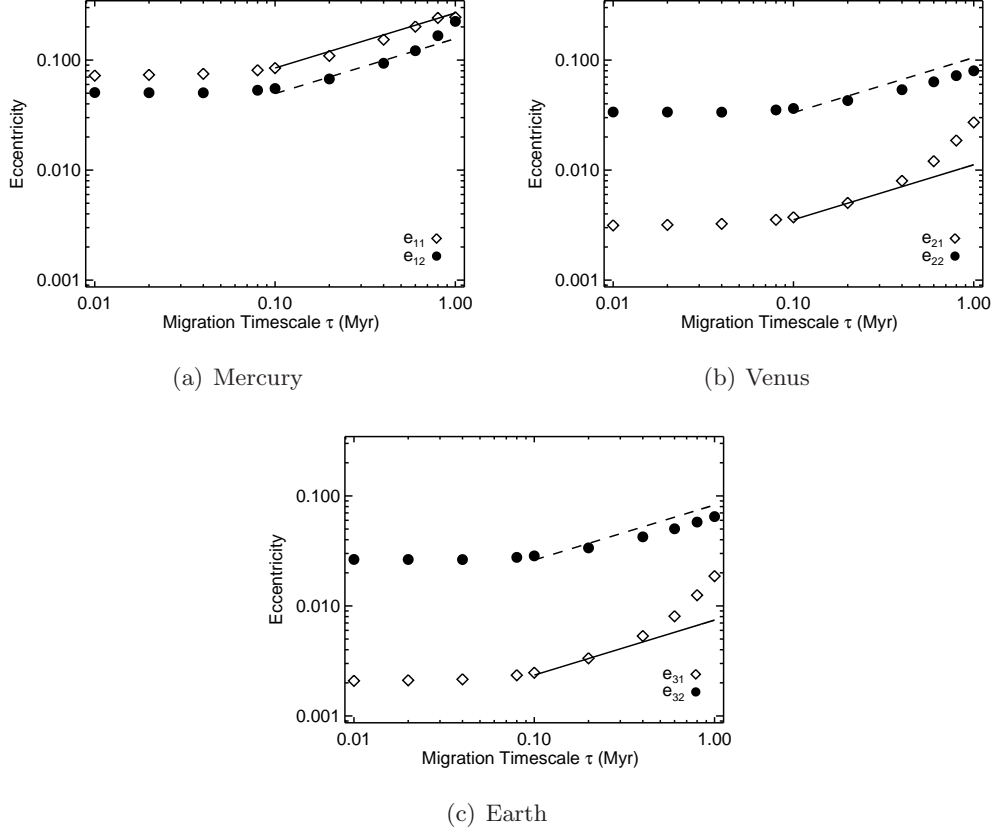 0.100
0.010
0.001
Eccentricity
e11
e12
0.01 0.10 1.00
Migration Timescale τ (Myr)
(a) Mercury
0.100
0.010
0.001
Eccentricity
e21
e22
0.01 0.10 1.00
Migration Timescale τ (Myr)
(b) Venus
0.100
0.010
0.001
Eccentricity
e31
e32
0.01 0.10 1.00
Migration Timescale τ (Myr)
(c) Earth